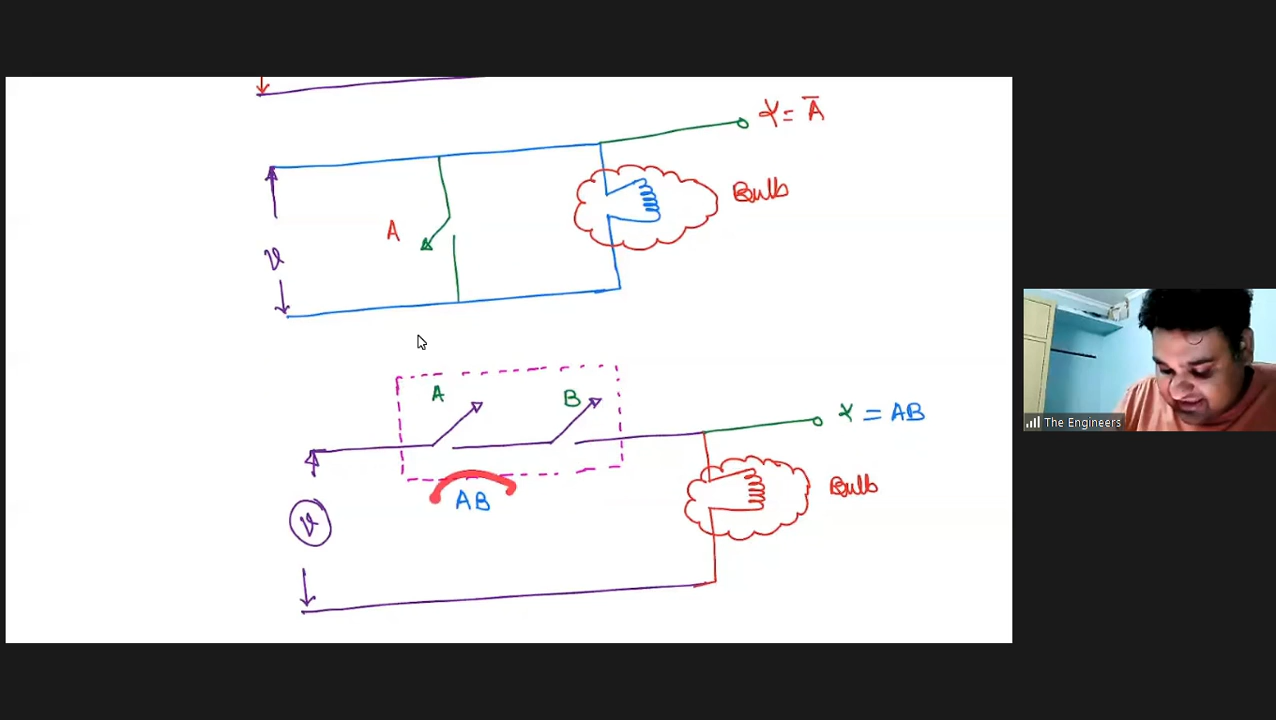 Y = Ā
Bulb
A
V
A
B
Y = AB
AB
Bulb
V
The Engineers